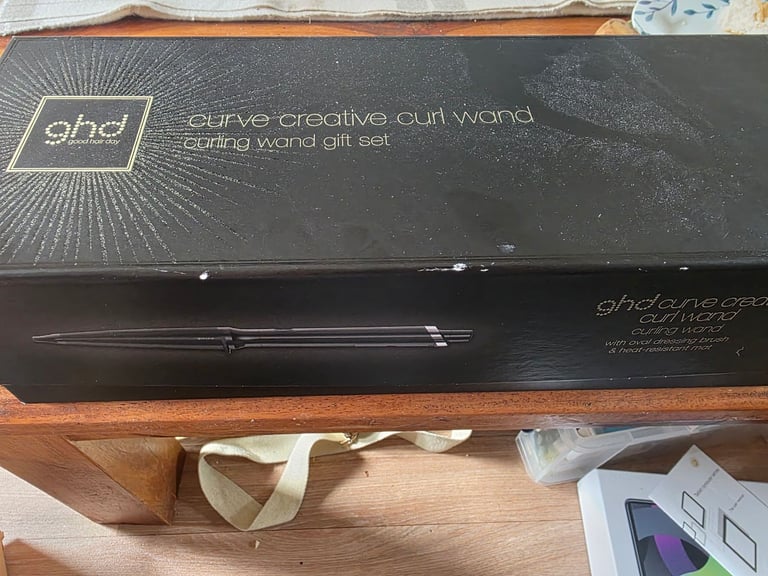 ghd
good hair day
curve creative curl wand
curling wand gift set
ghd curve crea
curl wand
curling wand
with oval dressing brush
& heat-resistant mat